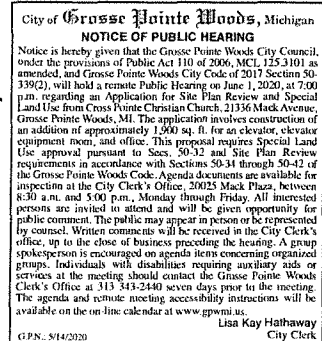 City of Grosse Pointe Woods, Michigan
NOTICE OF PUBLIC HEARING
Notice is hereby given that the Grosse Pointe Woods City Council,
under the provisions of Public Act 110 of 2006, MCL 125.3101 as
amended, and Grosse Pointe Woods City Code of 2017 Section 50-
339(2), will hold a remote Public Hearing on June 1, 2020, at 7:00
p.m. regarding an Application for Site Plan Review and Special
Land Use from Cross Pointe Christian Church, 21336 Mack Avenue,
Grosse Pointe Woods, MI. The application involves construction of
an addition of approximately 1,900 sq. ft. for an elevator, elevator
equipment room, and office. This proposal requires Special Land
Use approval pursuant to Secs. 50-32 and Site Plan Review
requirements in accordance with Sections 50-34 through 50-42 of
the Grosse Pointe Woods Code. Agenda documents are available for
inspection at the City Clerk's Office, 20025 Mack Plaza, between
8:30 a.m. and 5:00 p.m., Monday through Friday. All interested
persons are invited to attend and will be given opportunity for
public comment. The public may appear in person or be represented
by counsel. Written comments will be received in the City Clerk's
office, up to the close of business preceding the hearing. A group
spokesperson is encouraged on agenda items concerning organized
groups. Individuals with disabilities requiring auxiliary aids or
services at the meeting should contact the Grosse Pointe Woods
Clerk's Office at 313 343-2440 seven days prior to the meeting.
The agenda and remote meeting accessibility instructions will be
available on the on-line calendar at www.gpwmi.us.
Lisa Kay Hathaway
G.P.N.: 5/14/2020 City Clerk